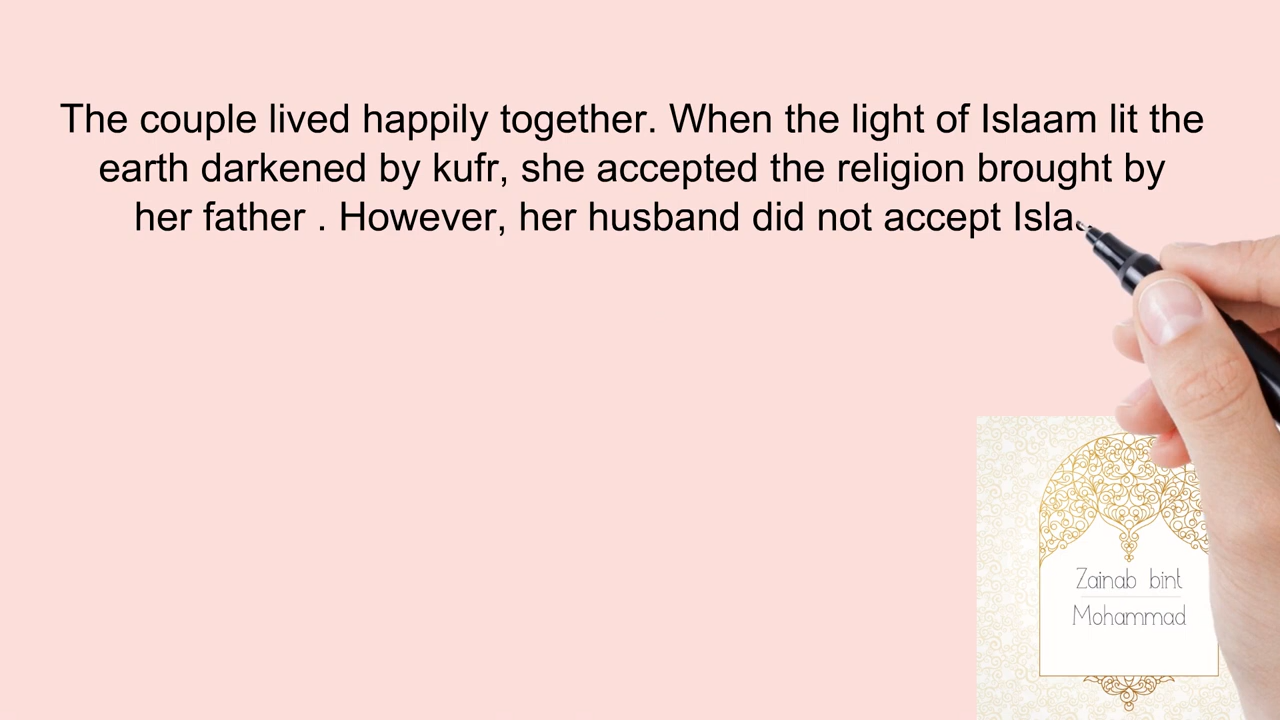 The couple lived happily together. When the light of Islaam lit the
earth darkened by kufr, she accepted the religion brought by
her father . However, her husband did not accept Isla
Zainab bint
Mohammad